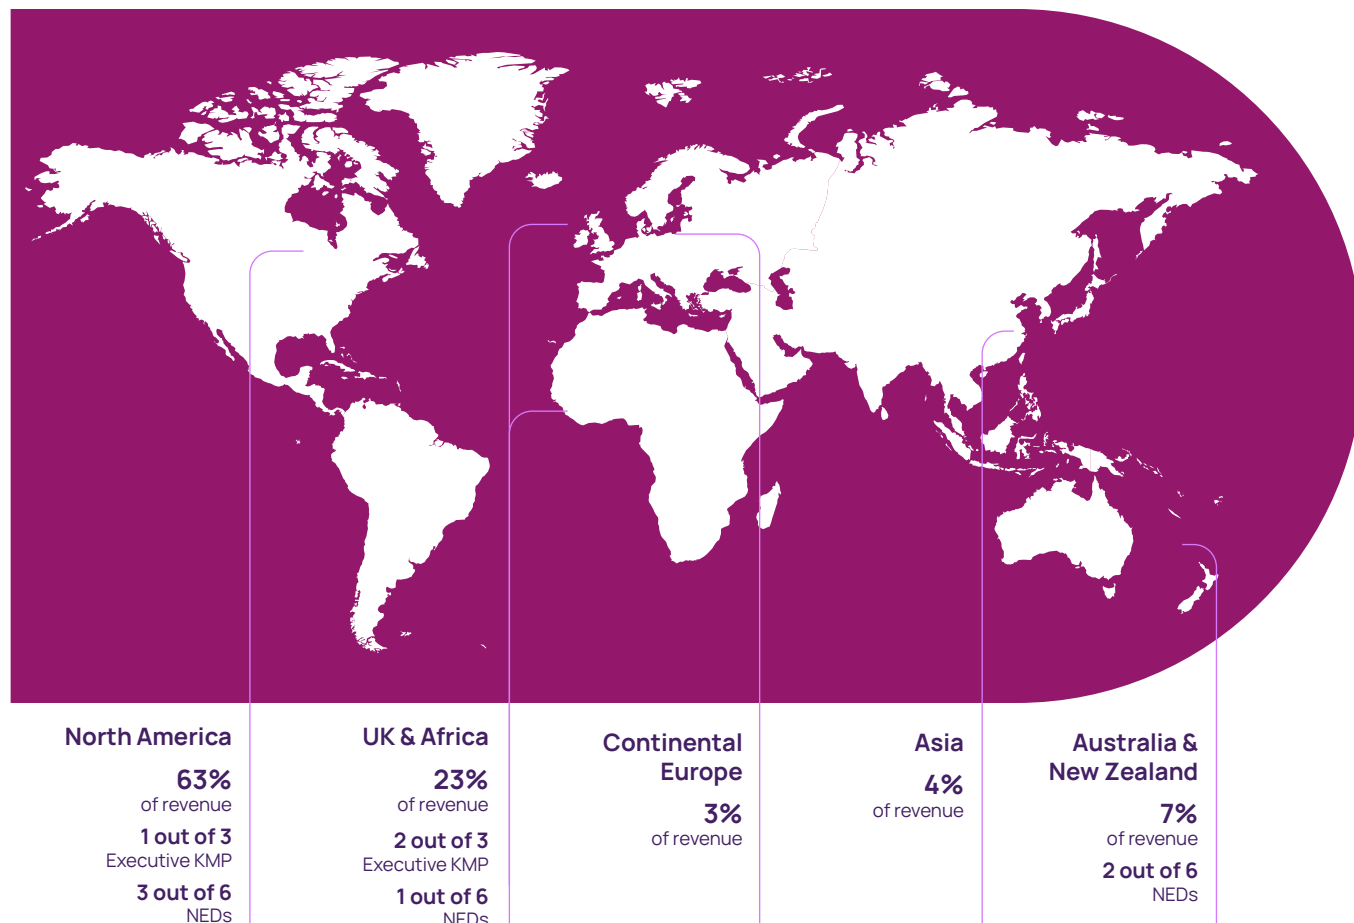 North America
63%
of revenue
1 out of 3
Executive KMP
3 out of 6
NEDs
UK & Africa
23%
of revenue
2 out of 3
Executive KMP
1 out of 6
NEDs
Continental
Europe
3%
of revenue
Asia
4%
of revenue
Australia &
New Zealand
7%
of revenue
2 out of 6
NEDs